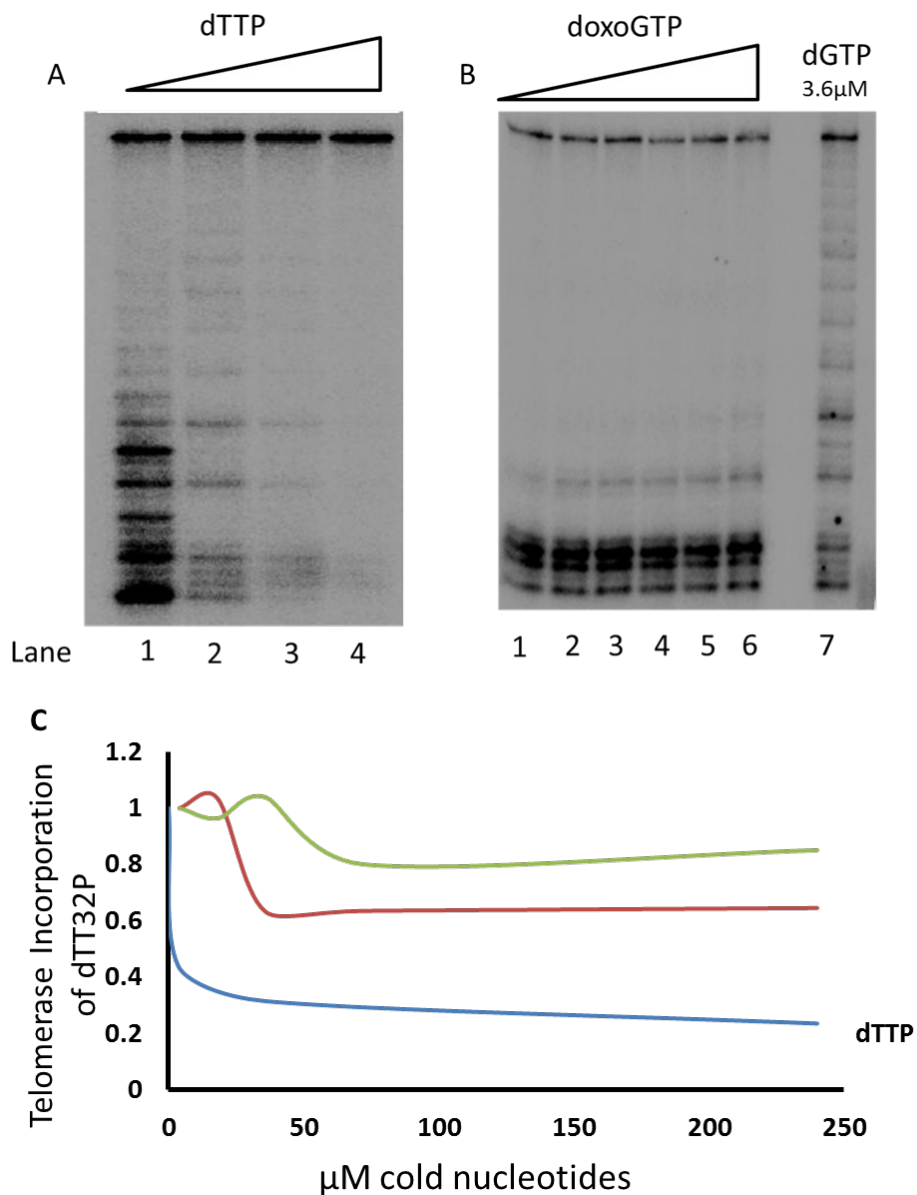 dTTP
A
Lane 1 2 3 4
doxoGTP
B
dGTP
3.6µM
1 2 3 4 5 6 7
C
Telomerase Incorporation
of dTT32P
1.2
1
0.8
0.6
0.4
0.2
0
0 50 100 150 200 250
dTTP
µM cold nucleotides